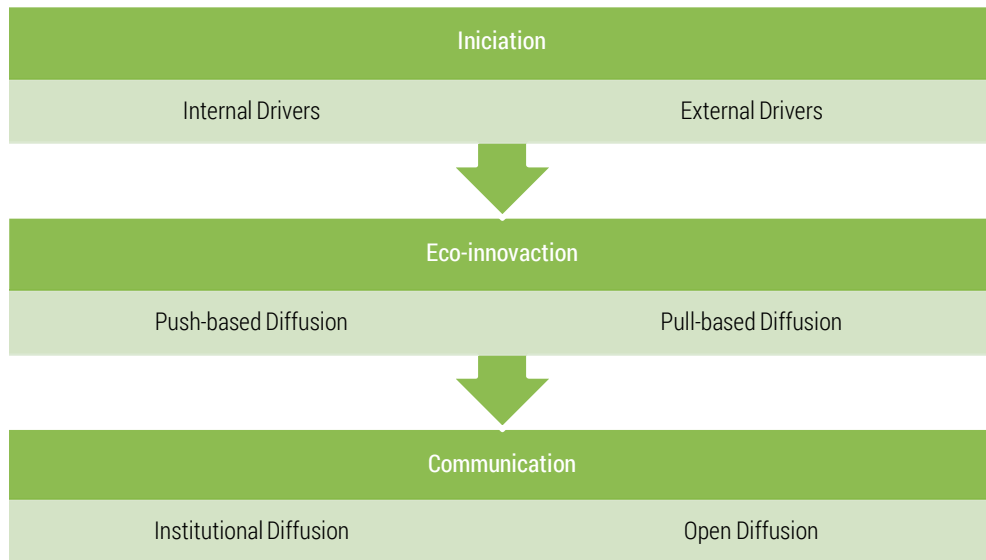 Iniciation
Internal Drivers External Drivers
Eco-innovaction
Push-based Diffusion Pull-based Diffusion
Communication
Institutional Diffusion Open Diffusion